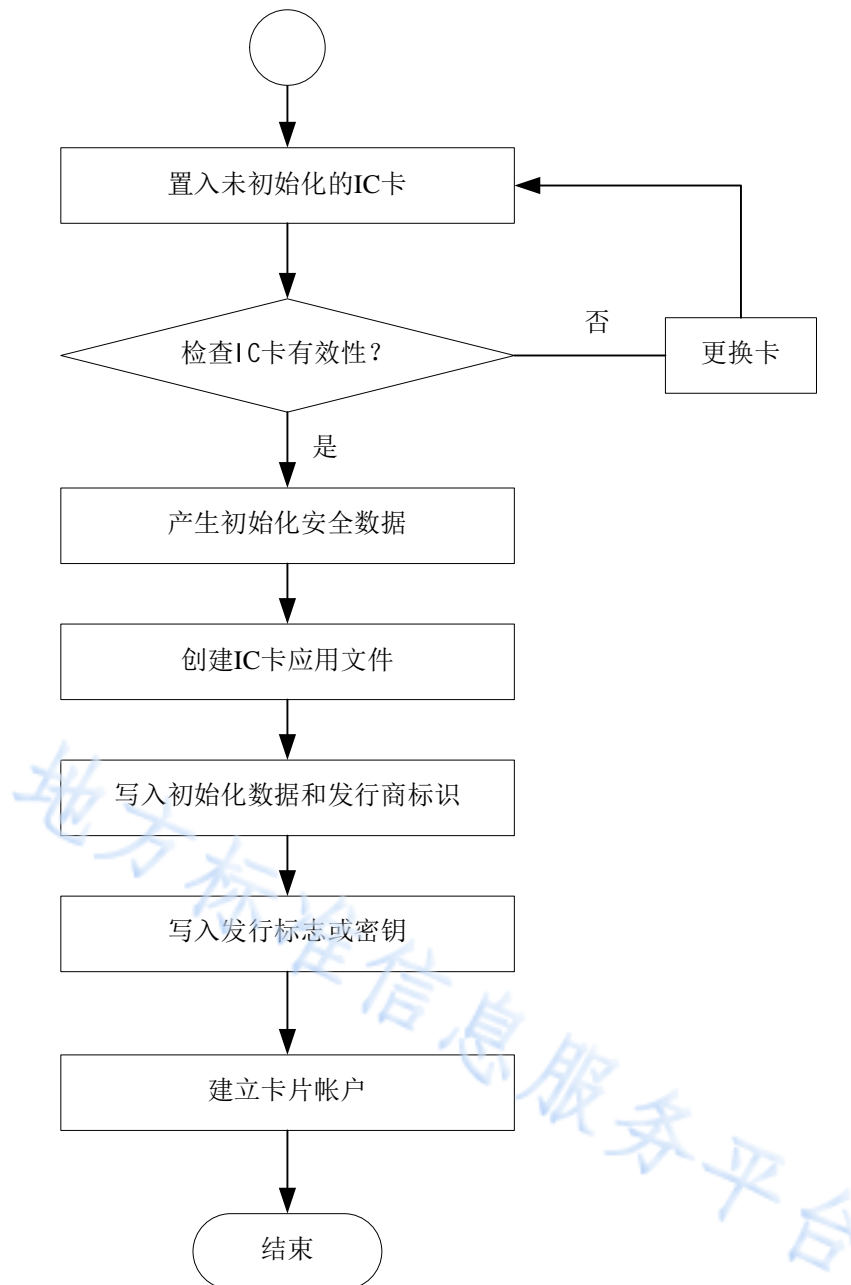 置入未初始化的IC卡
检查IC卡有效性？
否
更换卡
是
产生初始化安全数据
创建IC卡应用文件
写入初始化数据和发行商标识
写入发行标志或密钥
建立卡片帐户
结束
地方标准信息服务平台